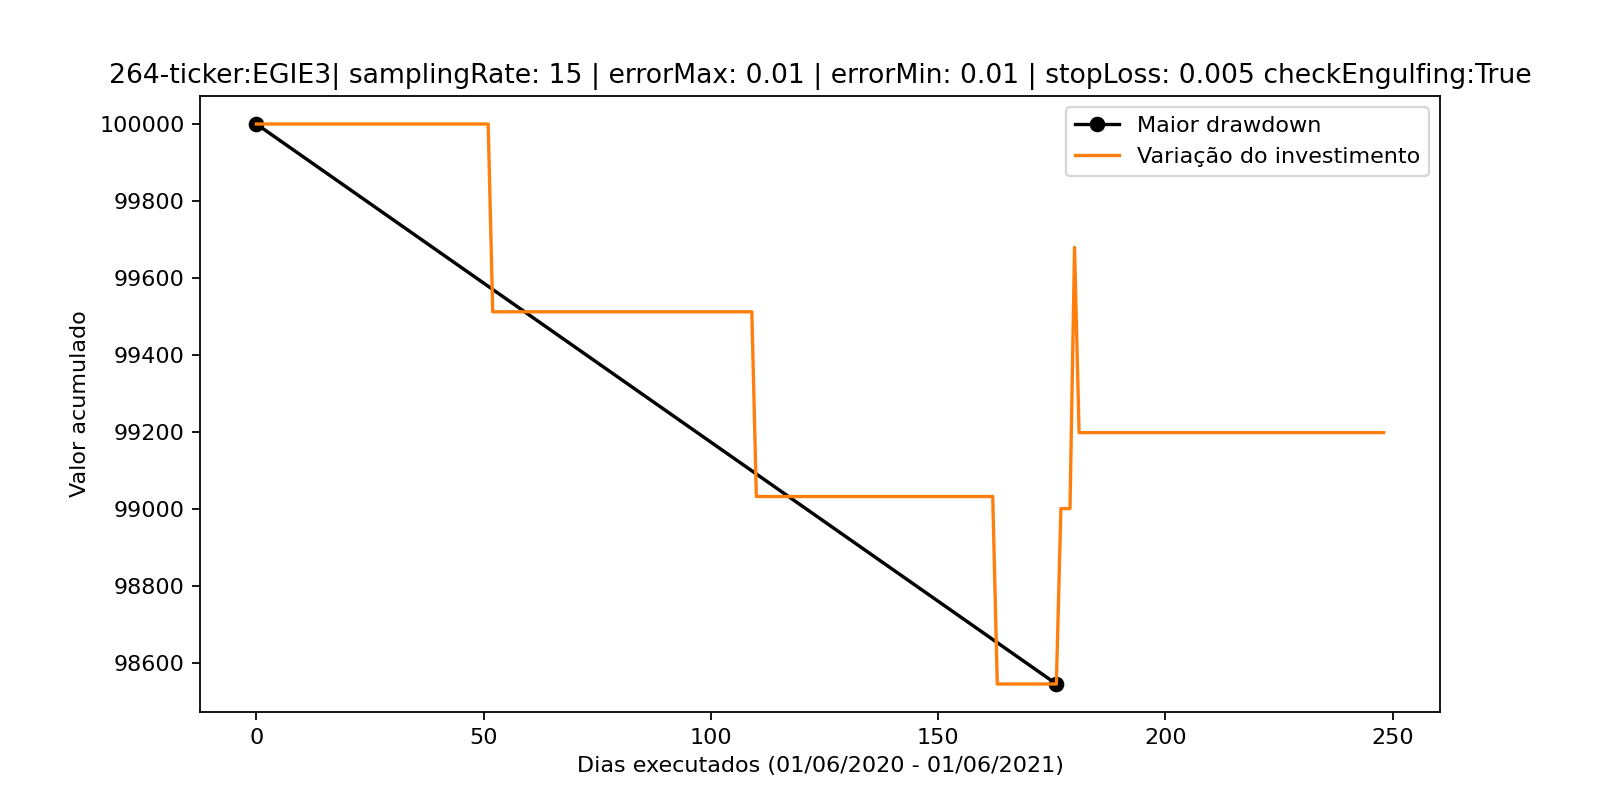 264-ticker:EGIE3| samplingRate: 15 | errorMax: 0.01 | errorMin: 0.01 | stopLoss: 0.005 checkEngulfing:True
Maior drawdown
Variação do investimento
Valor acumulado
100000
99800
99600
99400
99200
99000
98800
98600
0 50 100 150 200 250
Dias executados (01/06/2020 - 01/06/2021)